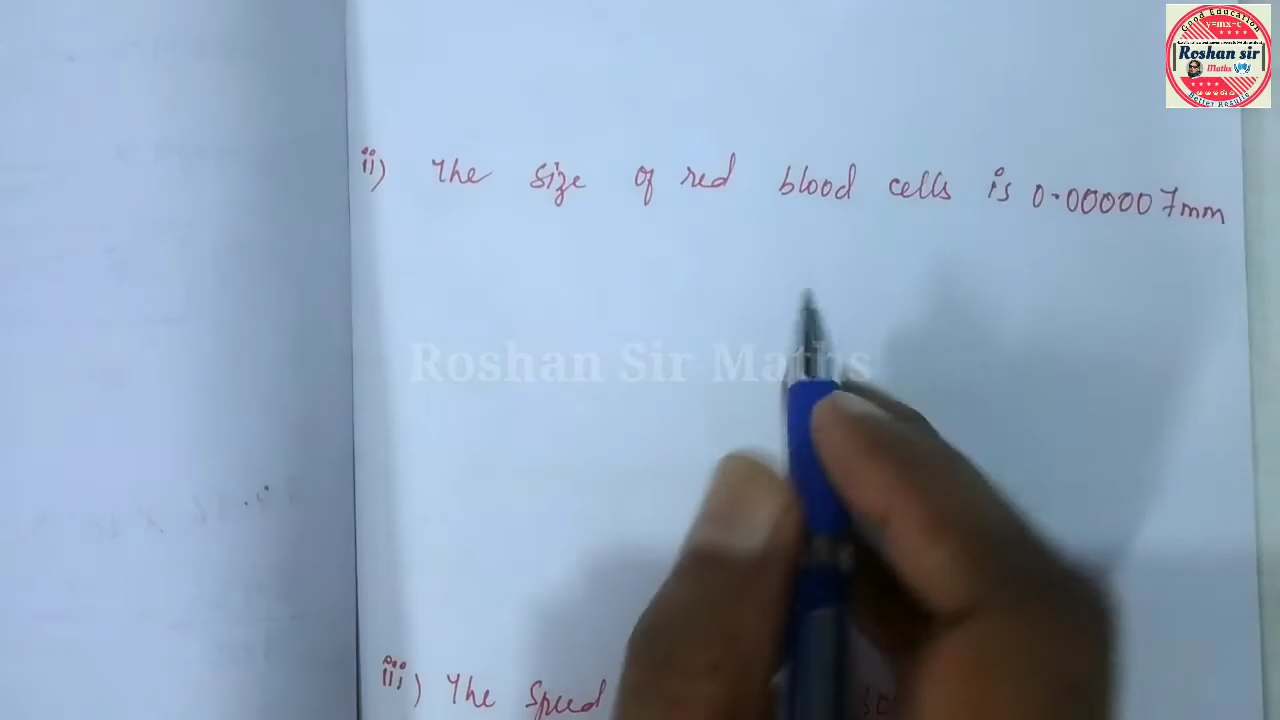 Good Education
y=mx+c
Roshan sir
Maths
Better Results
ii) The size of red blood cells is 0.000007mm
Roshan Sir Maths
iii) The speed